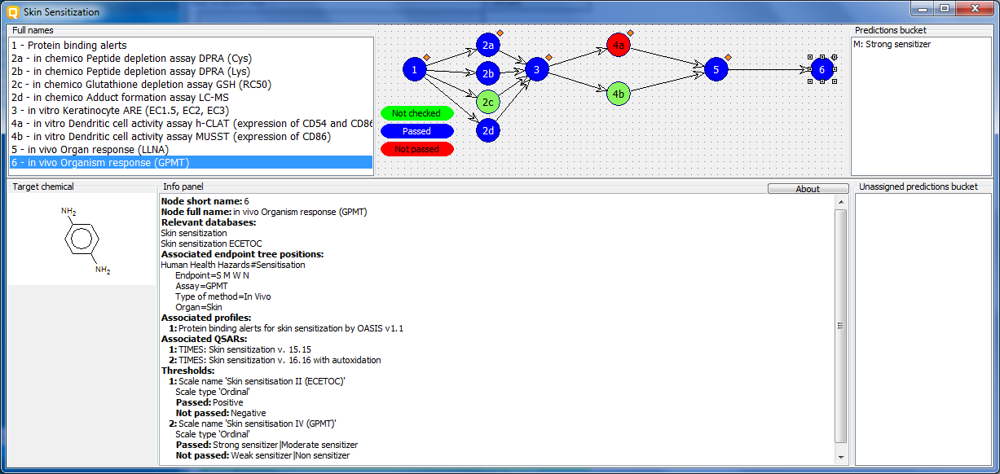 Skin Sensitization
Full names
1 - Protein binding alerts
2a - in chemico Peptide depletion assay DPRA (Cys)
2b - in chemico Peptide depletion assay DPRA (Lys)
2c - in chemico Glutathione depletion assay GSH (RC50)
2d - in chemico Adduct formation assay LC-MS
3 - in vitro Keratinocyte ARE (EC1.5, EC2, EC3)
4a - in vitro Dendritic cell activity assay h-CLAT (expression of CD54 and CD86
4b - in vitro Dendritic cell activity assay MUSST (expression of CD86)
5 - in vivo Organ response (LLNA)
6 - in vivo Organism response (GPMT)
1
2a
2b
2c
2d
3
4a
4b
5
6
Not checked
Passed
Not passed
Predictions bucket
M: Strong sensitizer
Target chemical
NH2
NH2
Info panel
About
Node short name: 6
Node full name: in vivo Organism response (GPMT)
Relevant databases:
Skin sensitization
Skin sensitization ECETOC
Associated endpoint tree positions:
Human Health Hazards#Sensitisation
Endpoint=S M W N
Assay=GPMT
Type of method=In Vivo
Organ=Skin
Associated profiles:
1: Protein binding alerts for skin sensitization by OASIS v1.1
Associated QSARs:
1: TIMES: Skin sensitization v. 15.15
2: TIMES: Skin sensitization v. 16.16 with autoxidation
Thresholds:
1: Scale name 'Skin sensitisation II (ECETOC)'
Scale type 'Ordinal'
Passed: Positive
Not passed: Negative
2: Scale name 'Skin sensitisation IV (GPMT)'
Scale type 'Ordinal'
Passed: Strong sensitizer|Moderate sensitizer
Not passed: Weak sensitizer|Non sensitizer
Unassigned predictions bucket